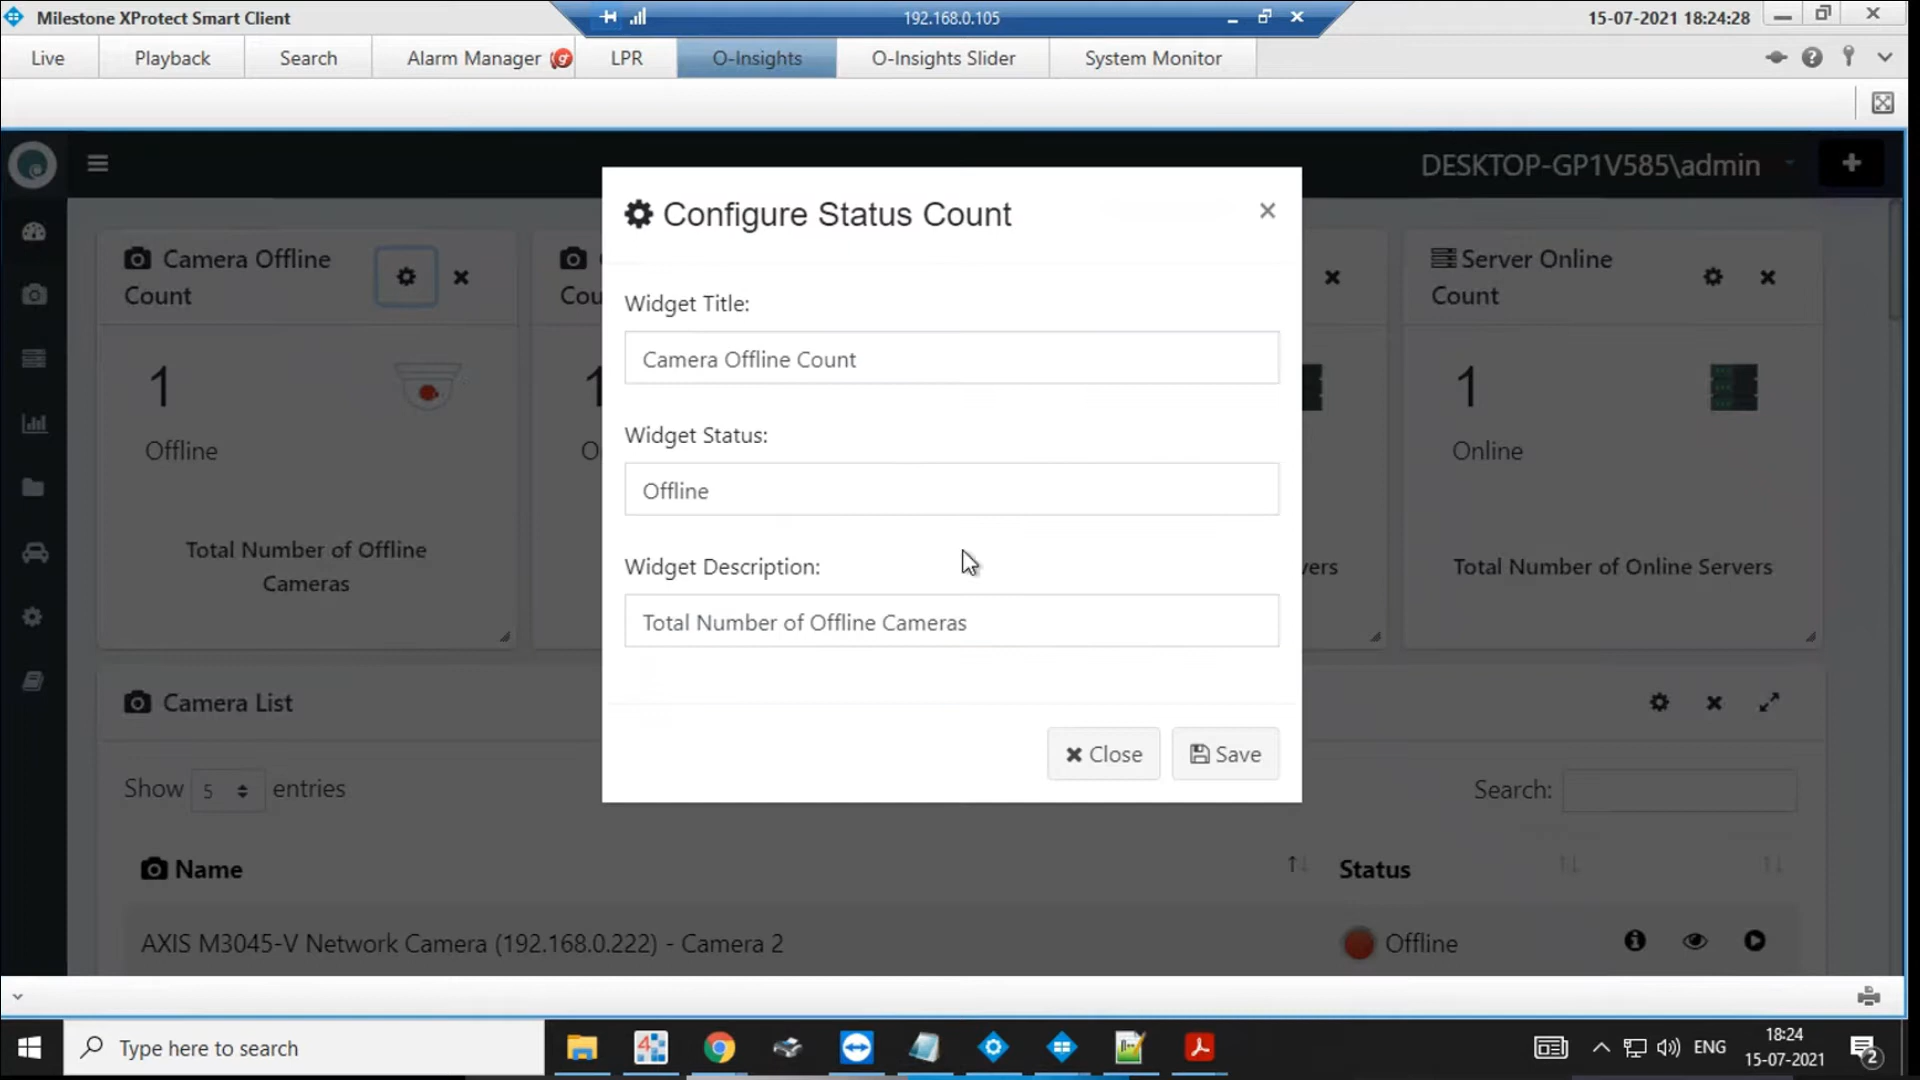 Milestone XProtect Smart Client
192.168.0.105
15-07-2021 18:24:28
Live
Playback
Search
Alarm Manager
LPR
O-Insights
O-Insights Slider
System Monitor
DESKTOP-GP1V585\admin
Configure Status Count
Widget Title:
Camera Offline Count
Widget Status:
Offline
Widget Description:
Total Number of Offline Cameras
Close
Save
Camera Offline
Count
1
Offline
Total Number of Offline
Cameras
Cou
1
O
vers
Server Online
Count
1
Online
Total Number of Online Servers
Camera List
Show 5 entries
Search:
Name
Status
AXIS M3045-V Network Camera (192.168.0.222) - Camera 2
Offline
Type here to search
ENG
18:24
15-07-2021
2